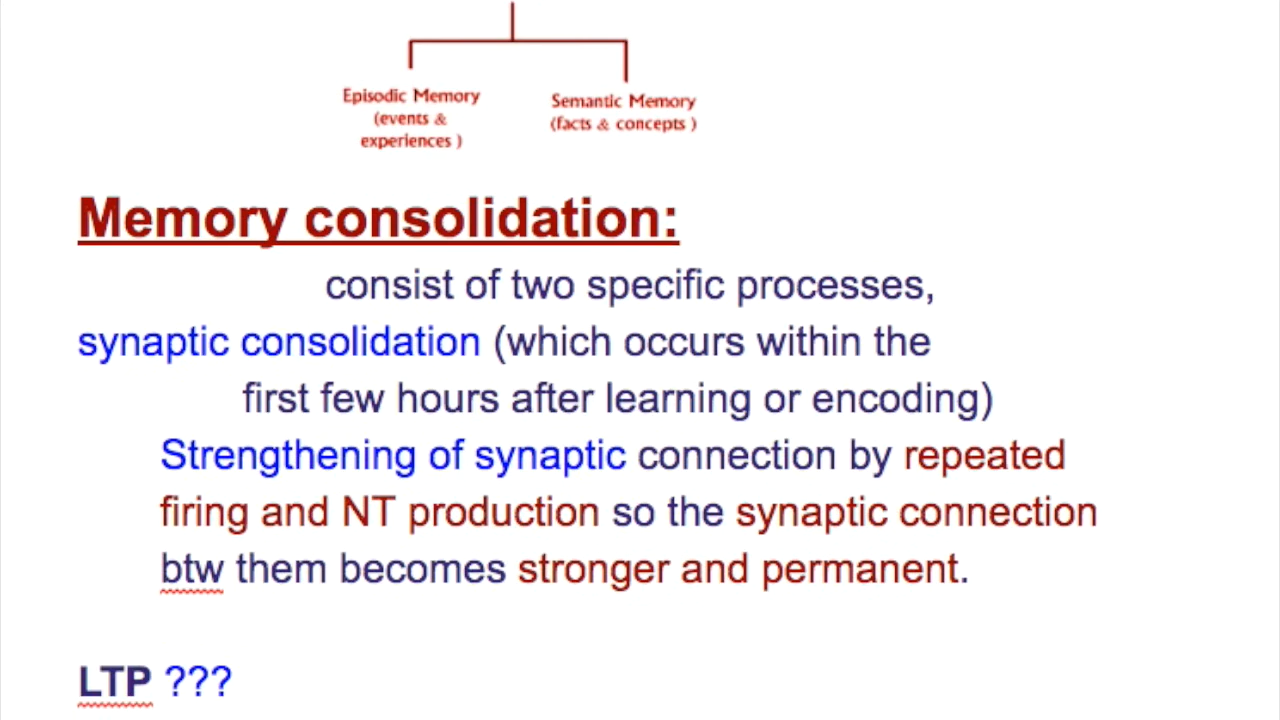 Episodic Memory
(events &
experiences )
Semantic Memory
(facts & concepts )
Memory consolidation:
consist of two specific processes,
synaptic consolidation (which occurs within the
first few hours after learning or encoding)
Strengthening of synaptic connection by repeated
firing and NT production so the synaptic connection
btw them becomes stronger and permanent.
LTP ???